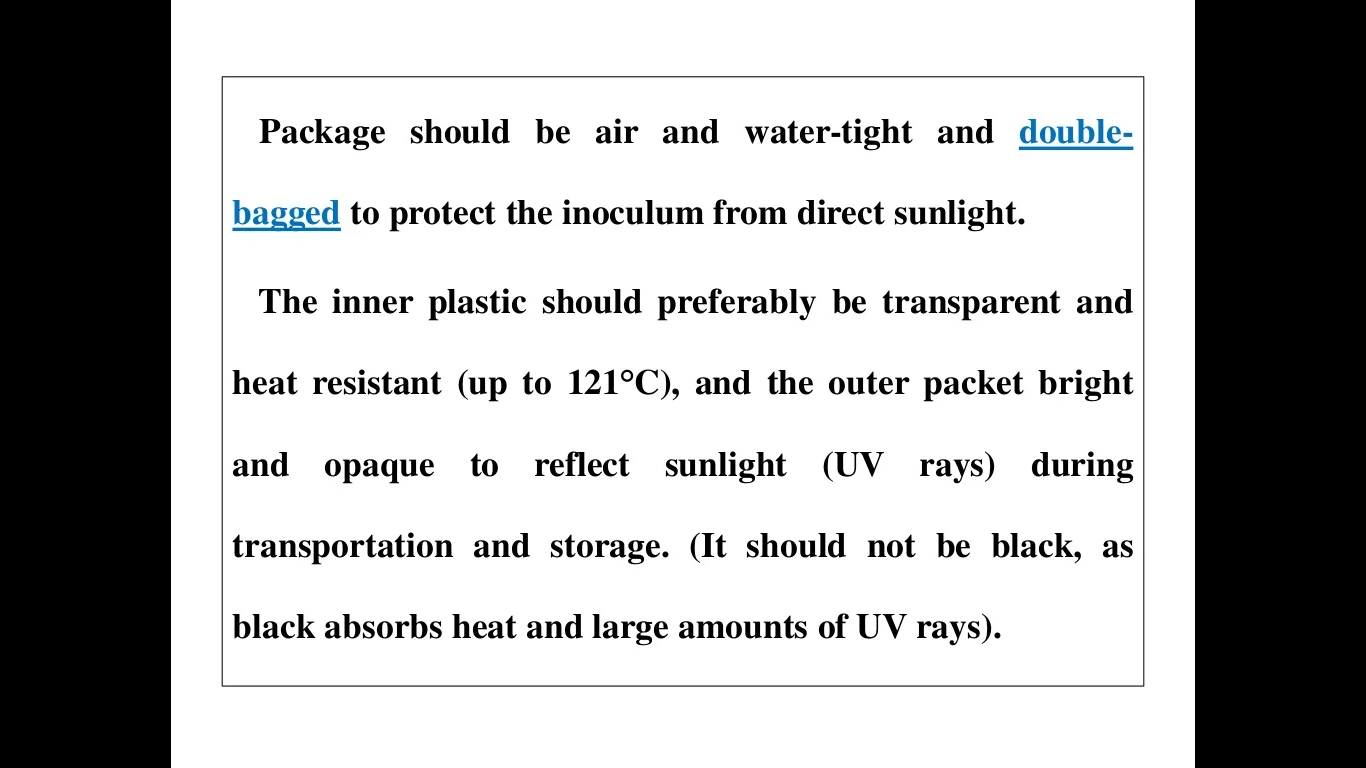 Package should be air and water-tight and double-
bagged to protect the inoculum from direct sunlight.
The inner plastic should preferably be transparent and
heat resistant (up to 121°C), and the outer packet bright
and opaque to reflect sunlight (UV rays) during
transportation and storage. (It should not be black, as
black absorbs heat and large amounts of UV rays).